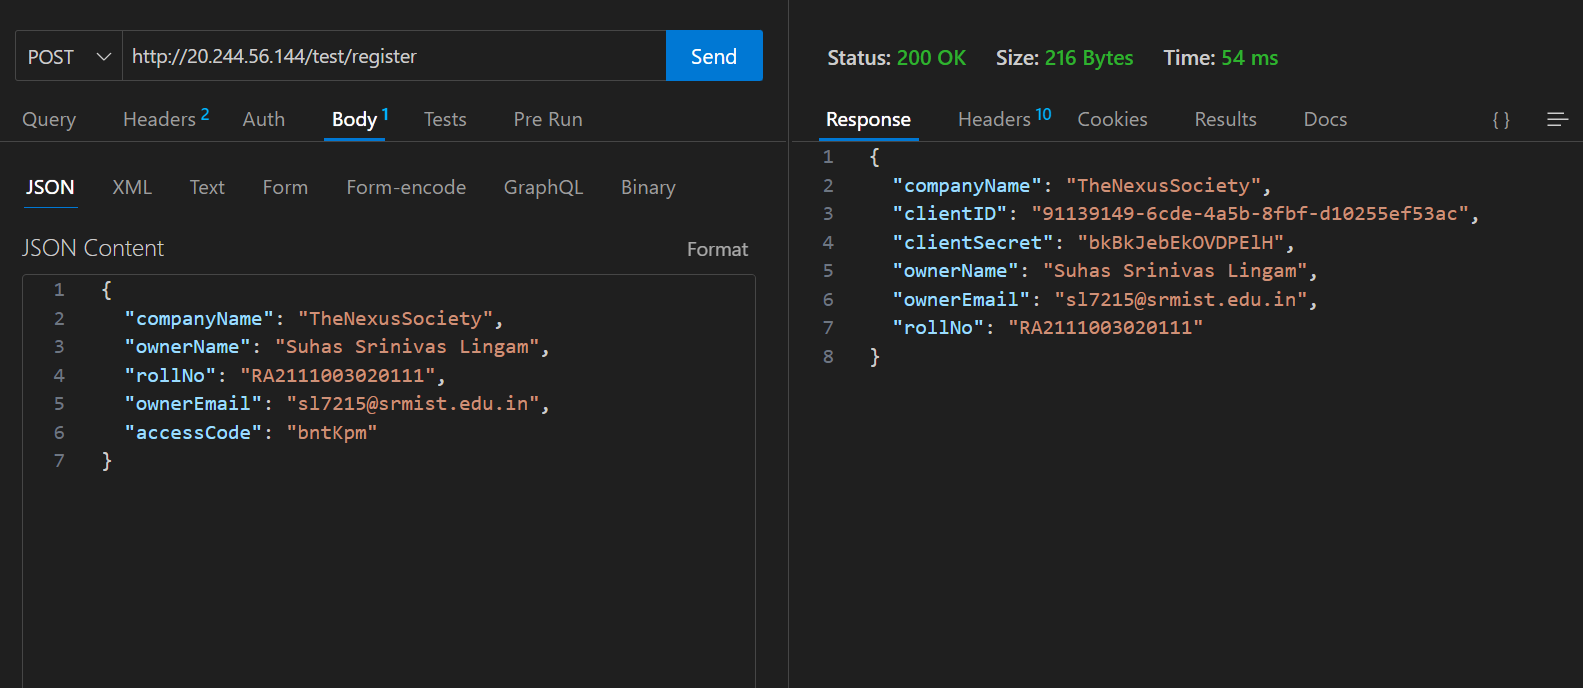 POST http://20.244.56.144/test/register Send
Query Headers 2 Auth Body 1 Tests Pre Run
JSON XML Text Form Form-encode GraphQL Binary
JSON Content Format
1 {
2 "companyName": "TheNexusSociety",
3 "ownerName": "Suhas Srinivas Lingam",
4 "rollNo": "RA2111003020111",
5 "ownerEmail": "sl7215@srmist.edu.in",
6 "accessCode": "bntKpm"
7 }
Status: 200 OK Size: 216 Bytes Time: 54 ms
Response Headers 10 Cookies Results Docs { }
1 {
2 "companyName": "TheNexusSociety",
3 "clientID": "91139149-6cde-4a5b-8fbf-d10255ef53ac",
4 "clientSecret": "bkBkJebEkOVDPElH",
5 "ownerName": "Suhas Srinivas Lingam",
6 "ownerEmail": "sl7215@srmist.edu.in",
7 "rollNo": "RA2111003020111"
8 }